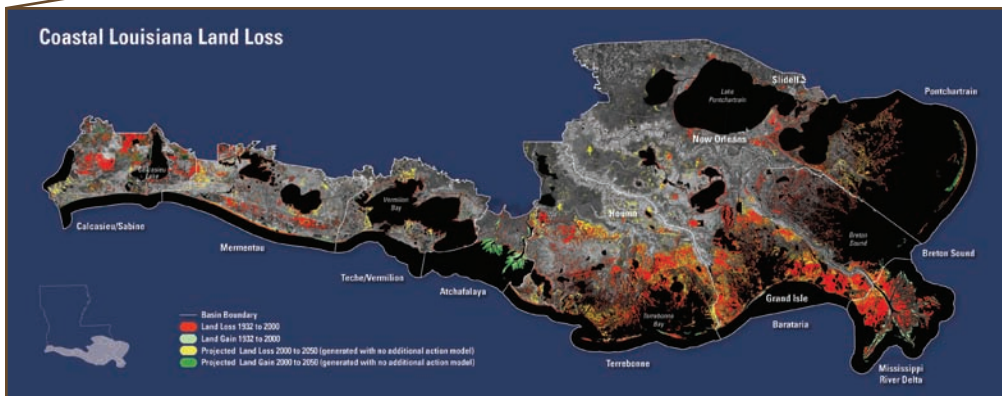 Coastal Louisiana Land Loss
Slidell
Lake
Pontchartrain
Pontchartrain
New Orleans
Calcasieu
Lake
Vermilion
Bay
Houma
Calcasieu/Sabine
Mermentau
Breton
Sound
Breton Sound
Teche/Vermilion
Atchafalaya
Grand Isle
Terrebonne
Bay
Barataria
Terrebonne
Mississippi
River Delta
Basin Boundary
Land Loss 1932 to 2000
Land Gain 1932 to 2000
Projected Land Loss 2000 to 2050 (generated with no additional action model)
Projected Land Gain 2000 to 2050 (generated with no additional action model)